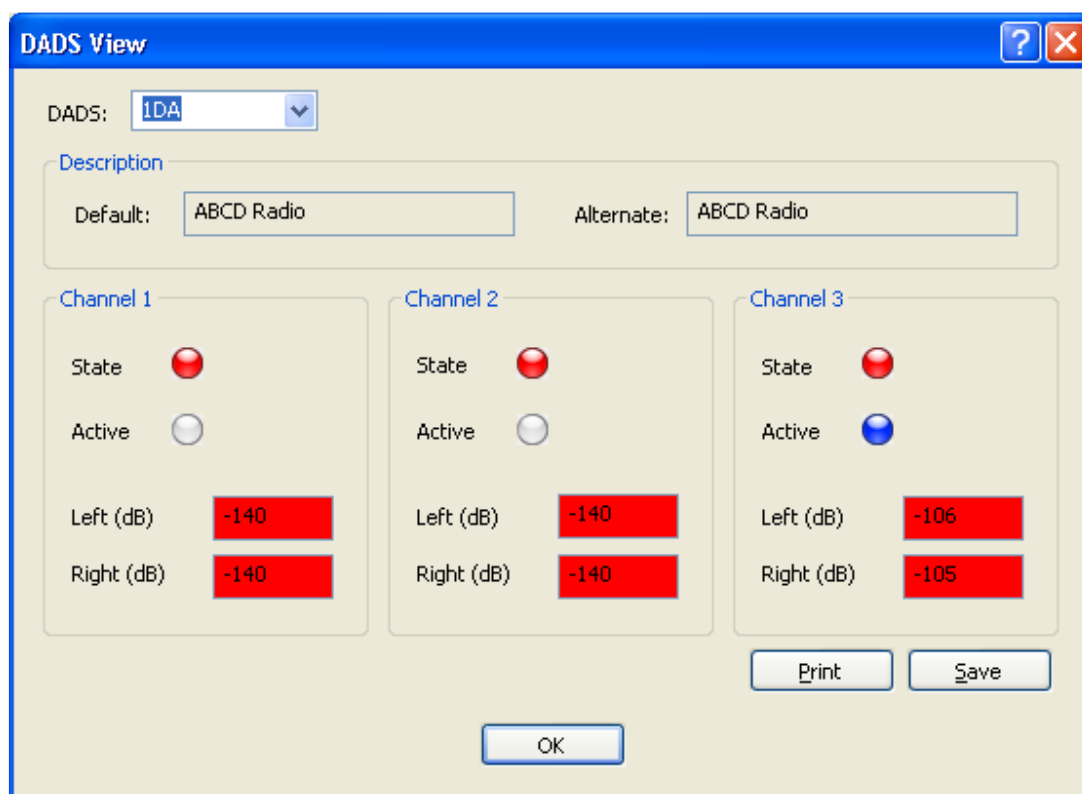 DADS View
DADS: 1DA
Description
Default: ABCD Radio Alternate: ABCD Radio
Channel 1
State
Active
Left (dB) -140
Right (dB) -140
Channel 2
State
Active
Left (dB) -140
Right (dB) -140
Channel 3
State
Active
Left (dB) -106
Right (dB) -105
Print Save
OK